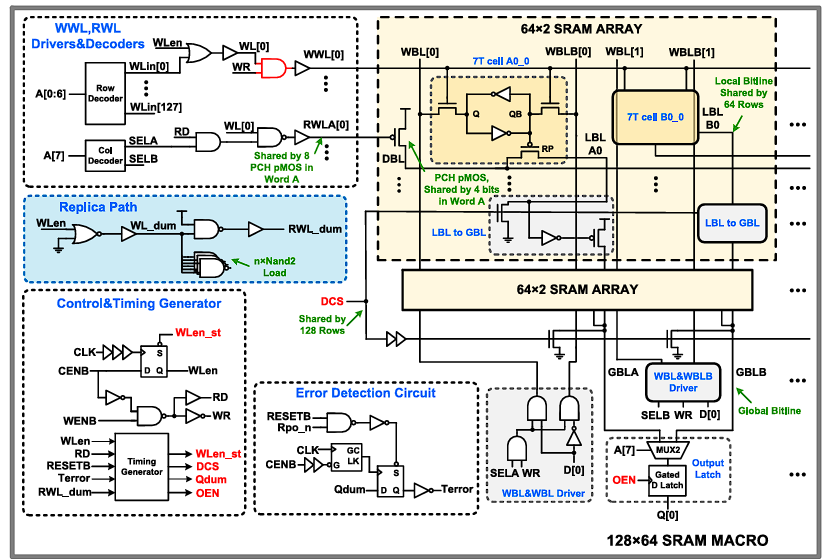 WWL,RWL
Drivers&Decoders
WLen
WL[0]
WLin[0]
WR
WWL[0]
A[0:6]
Row
Decoder
WLin[127]
RD
WL[0]
RWLA[0]
SELA
A[7]
Col
Decoder
SELB
Shared by 8
PCH pMOS in
Word A
64×2 SRAM ARRAY
WBL[0]
WBLB[0]
WBL[1]
WBLB[1]
7T cell A0_0
Q
QB
RP
DBL
LBL
A0
7T cell B0_0
LBL
B0
Local Bitline
Shared by
64 Rows
PCH pMOS,
Shared by 4 bits
in Word A
LBL to GBL
LBL to GBL
Replica Path
WLen
WL_dum
RWL_dum
n×Nand2
Load
64×2 SRAM ARRAY
DCS
Shared by
128 Rows
Control&Timing Generator
WLen_st
CLK
S
D Q
CENB
WLen
RD
WENB
WR
WLen
RD
RESETB
Terror
RWL_dum
Timing
Generator
WLen_st
DCS
Qdum
OEN
Error Detection Circuit
RESETB
Rpo_n
CLK
GC
LK
CENB
G
S
Qdum
D Q
Terror
SELA WR
D[0]
WBL&WBL Driver
GBLA
GBLB
WBL&WBLB
Driver
SELB WR D[0]
Global Bitline
A[7]
MUX2
Output
Latch
OEN
Gated
D Latch
Q[0]
128×64 SRAM MACRO